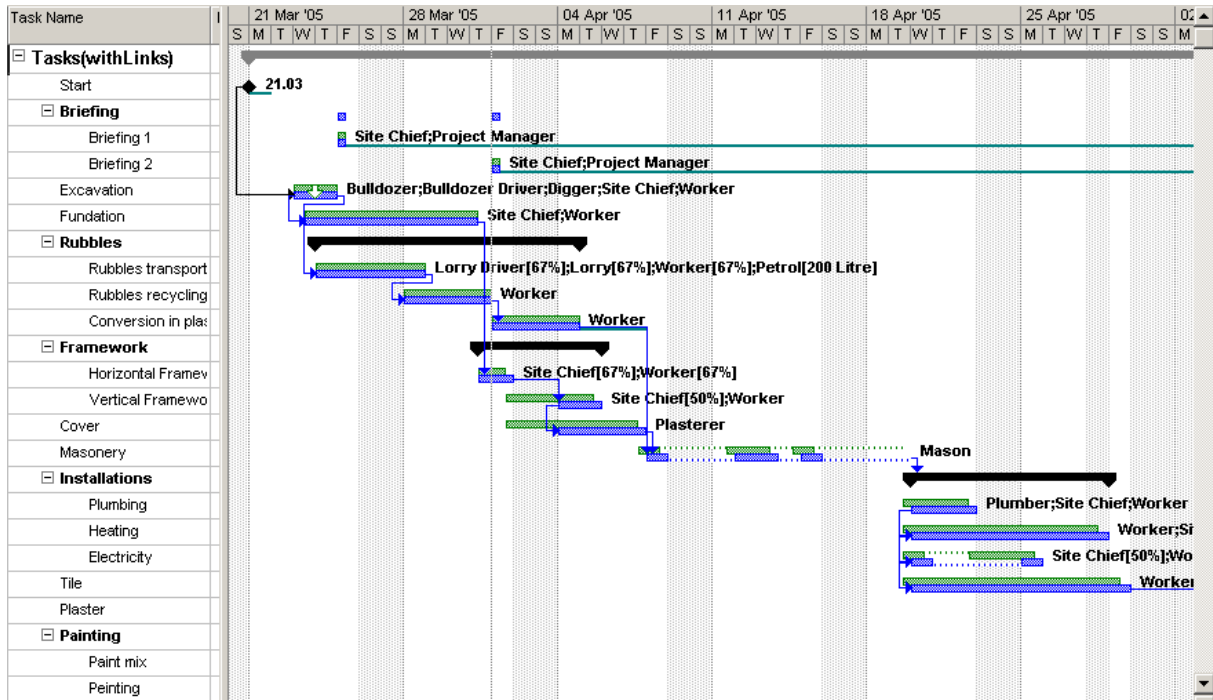 Task Name I 21 Mar '05 28 Mar '05 04 Apr '05 11 Apr '05 18 Apr '05 25 Apr '05 02
S M T W T F S S M T W T F S S M T W T F S S M T W T F S S M T W T F S S M T W T F S S M
Tasks(withLinks)
Start 21.03
Briefing
Briefing 1 Site Chief;Project Manager
Briefing 2 Site Chief;Project Manager
Excavation Bulldozer;Bulldozer Driver;Digger;Site Chief;Worker
Fundation Site Chief;Worker
Rubbles
Rubbles transport Lorry Driver[67%];Lorry[67%];Worker[67%];Petrol[200 Litre]
Rubbles recycling Worker
Conversion in plas Worker
Framework
Horizontal Framew Site Chief[67%];Worker[67%]
Vertical Framewo Site Chief[50%];Worker
Cover Plasterer
Masonery Mason
Installations
Plumbing Plumber;Site Chief;Worker
Heating Worker;Si
Electricity Site Chief[50%];Wo
Tile Worker
Plaster
Painting
Paint mix
Peinting